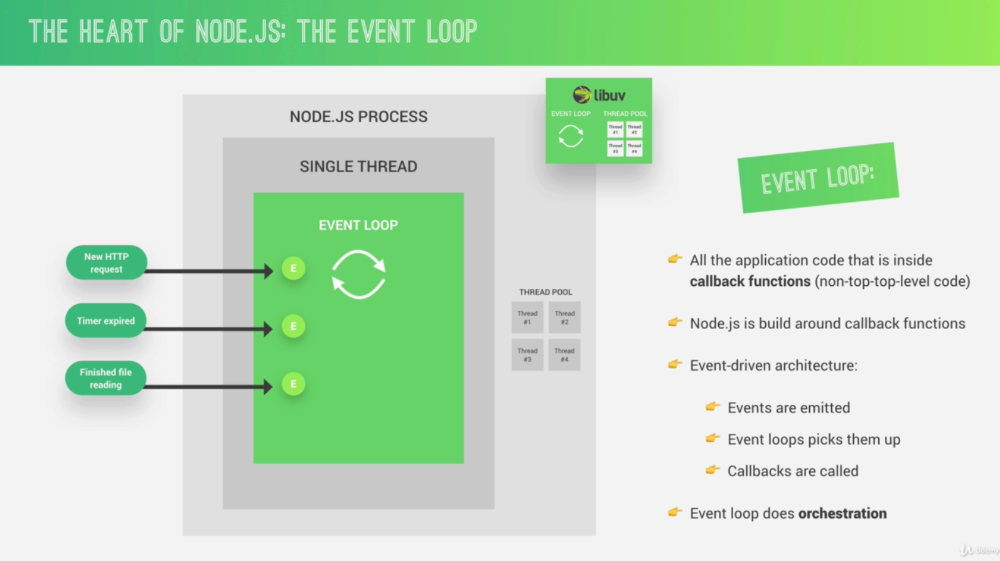 THE HEART OF NODE.JS: THE EVENT LOOP
libuv
EVENT LOOP THREAD POOL
Thread #1 Thread #2
Thread #3 Thread #4
NODE.JS PROCESS
SINGLE THREAD
EVENT LOOP
New HTTP
request
E
Timer expired
E
Finished file
reading
E
THREAD POOL
Thread
#1
Thread
#2
Thread
#3
Thread
#4
EVENT LOOP:
All the application code that is inside
callback functions (non-top-top-level code)
Node.js is build around callback functions
Event-driven architecture:
Events are emitted
Event loops picks them up
Callbacks are called
Event loop does orchestration
Udemy